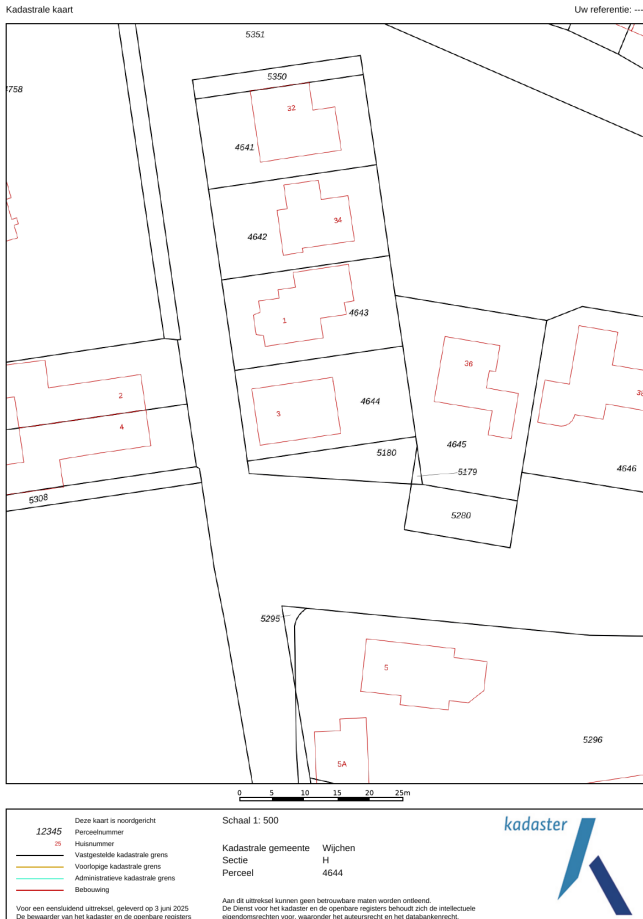 Kadastrale kaart
Uw referentie: ---
5351
5350
4758
32
4641
34
4642
1
4643
36
2
38
3
4644
4
4645
5180
5179
4646
5308
5280
5295
5
5296
5A
0 5 10 15 20 25m
Deze kaart is noordgericht
12345 Perceelnummer
25 Huisnummer
Vastgestelde kadastrale grens
Voorlopige kadastrale grens
Administratieve kadastrale grens
Bebouwing
Voor een eensluidend uittreksel, geleverd op 3 juni 2025
De bewaarder van het kadaster en de openbare registers
Schaal 1: 500
Kadastrale gemeente Wijchen
Sectie H
Perceel 4644
Aan dit uittreksel kunnen geen betrouwbare maten worden ontleend.
De Dienst voor het kadaster en de openbare registers behoudt zich de intellectuele
eigendomsrechten voor, waaronder het auteursrecht en het databankenrecht.
kadaster